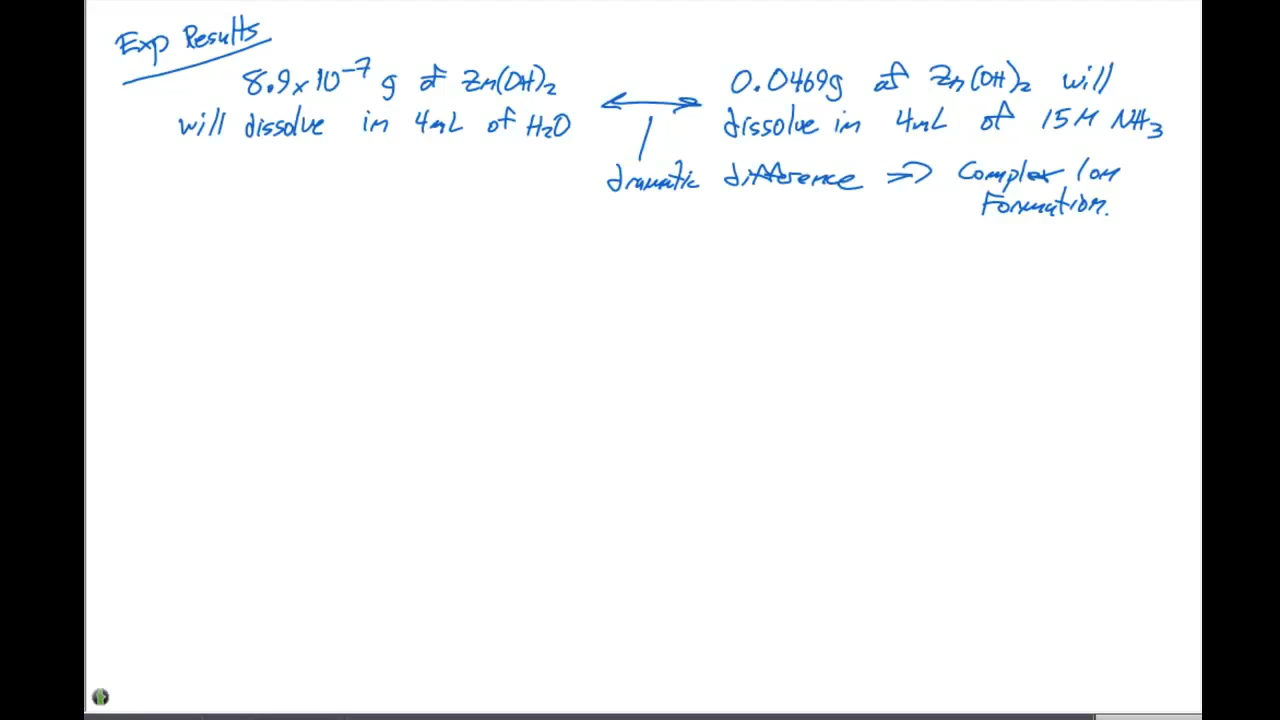 Exp Results
8.9x10⁻⁷ g of Zn(OH)₂
will dissolve in 4mL of H₂O
0.0469g of Zn(OH)₂ will
dissolve in 4mL of 15M NH₃
dramatic difference => Complex Ion
Formation.